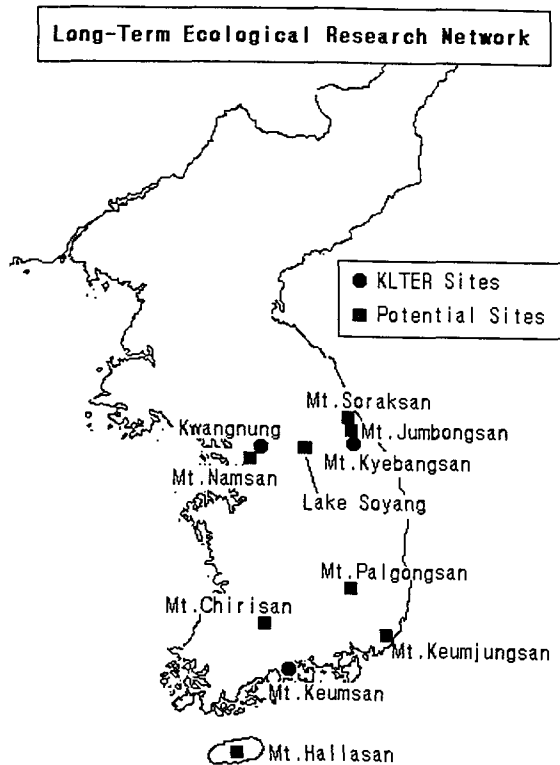 Long-Term Ecological Research Network
KLTER Sites
Potential Sites
Mt.Soraksan
Kwangnung
Mt.Jumbongsan
Mt.Namsan
Mt.Kyebangsan
Lake Soyang
Mt.Palgongsan
Mt.Chirisan
Mt.Keumjungsan
Mt.Keumsan
Mt.Hallasan